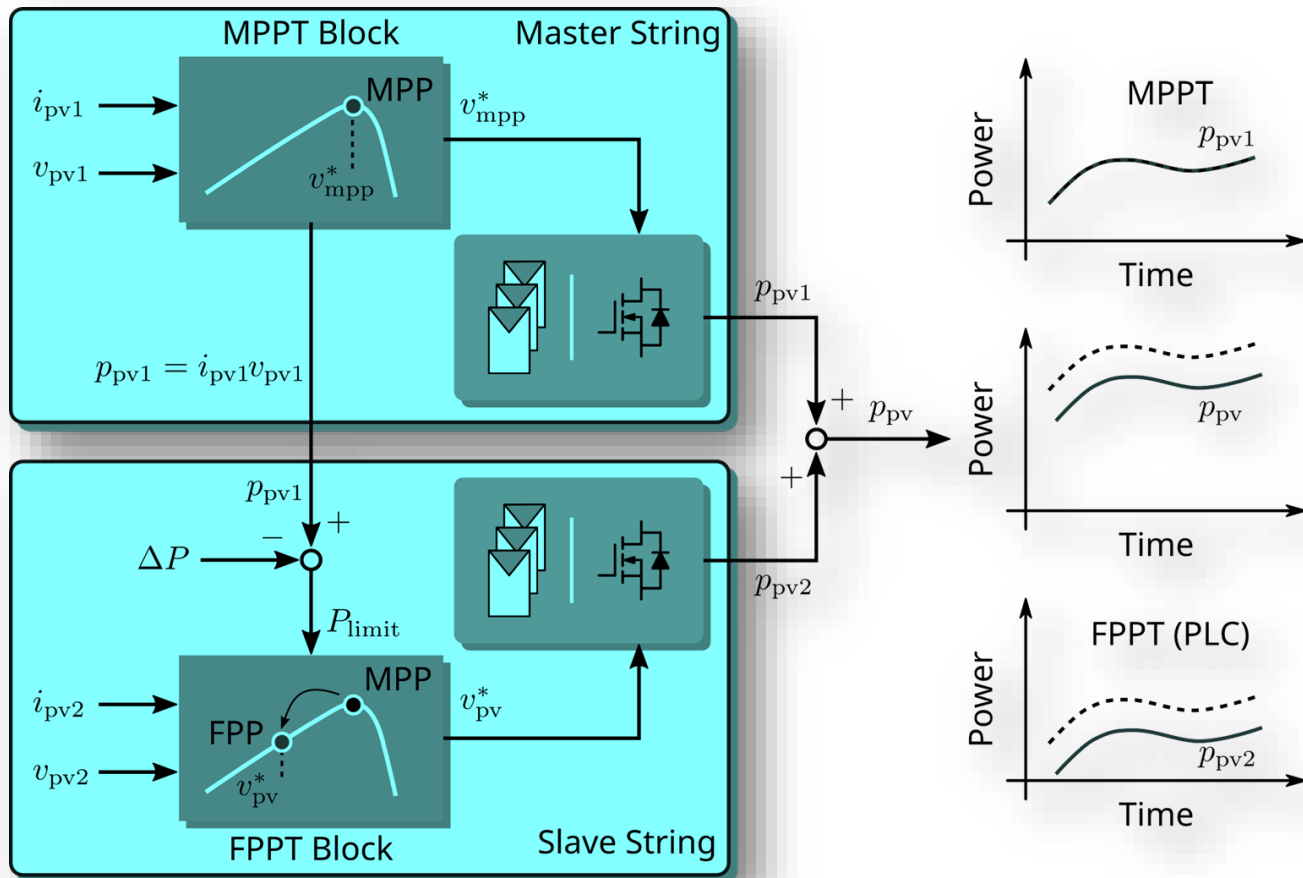 MPPT Block
Master String
i_pv1
v_pv1
MPP
v*_mpp
v*_mpp
p_pv1 = i_pv1 v_pv1
p_pv1
+
p_pv
+
p_pv2
p_pv1
+
−
ΔP
P_limit
i_pv2
v_pv2
MPP
FPP
v*_pv
v*_pv
FPPT Block
Slave String
MPPT
p_pv1
Power
Time
p_pv
Power
Time
FPPT (PLC)
p_pv2
Power
Time